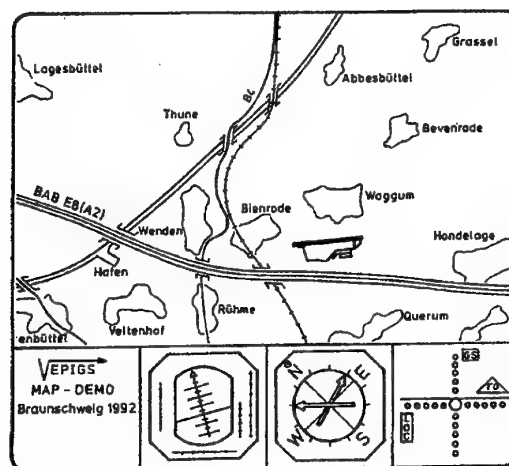 Grassel
Lagesbüttel
Abbesbüttel
Thune
Bevenrode
BAB E8(A2)
Waggum
Bienrode
Wenden
Hondelage
Hafen
Veltenhof
Rühme
Querum
enbüttel
VEPIGS
MAP - DEMO
Braunschweig 1992
N
E
W
S
GS
TO